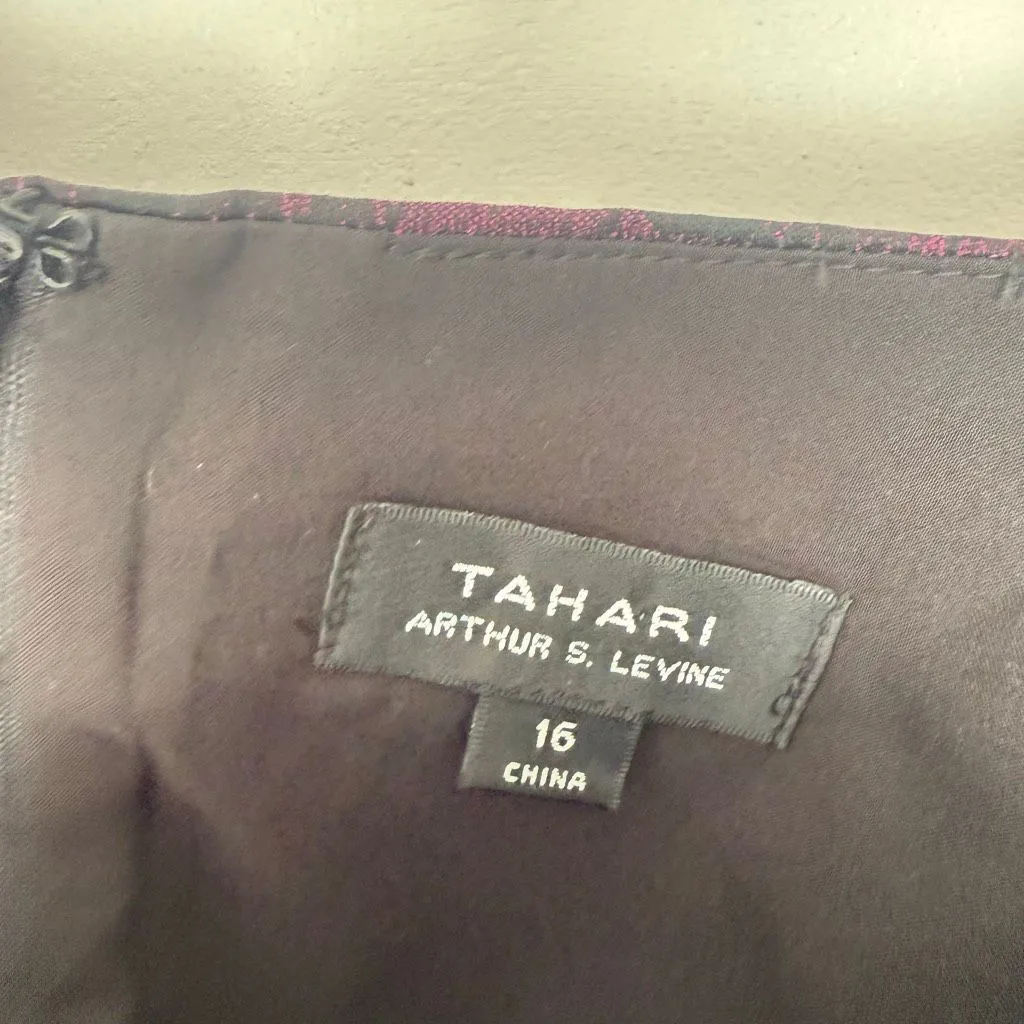 TAHARI
ARTHUR S. LEVINE
16
CHINA